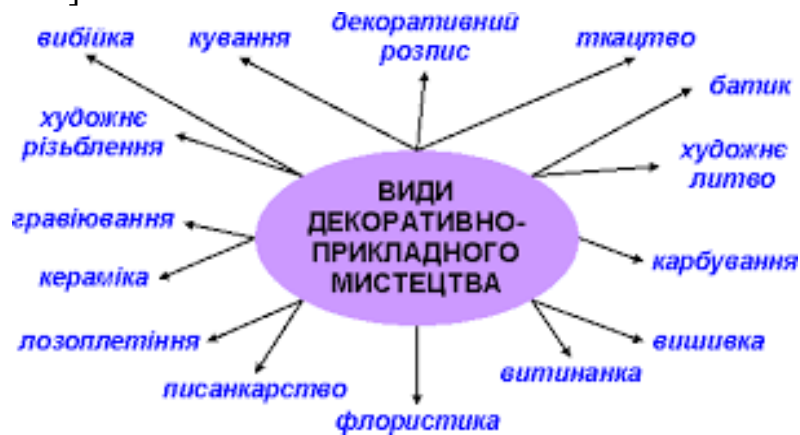 ]
вибійка
кування
декоративний
розпис
ткацтво
батик
художнє
різьблення
художнє
литво
ВИДИ
ДЕКОРАТИВНО-
ПРИКЛАДНОГО
МИСТЕЦТВА
гравіювання
кераміка
карбування
лозоплетіння
вишивка
писанкарство
витинанка
флористика